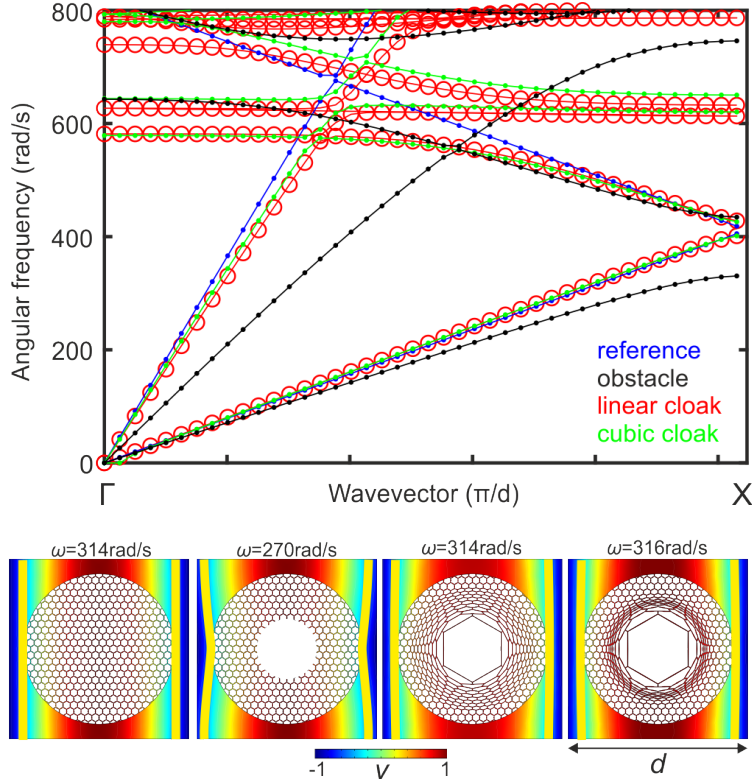 800
600
400
200
0
Angular frequency (rad/s)
reference
obstacle
linear cloak
cubic cloak
Γ
Wavevector (π/d)
X
ω=314rad/s
ω=270rad/s
ω=314rad/s
ω=316rad/s
-1
v
1
d